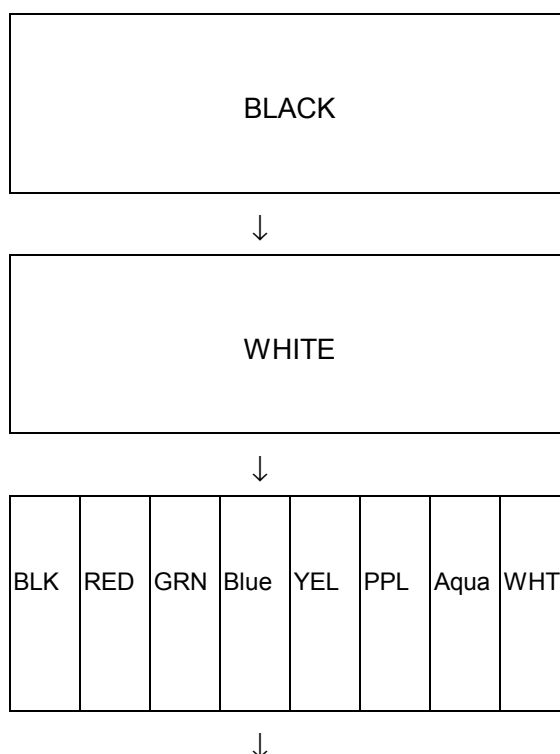 BLACK
↓
WHITE
↓
BLK RED GRN Blue YEL PPL Aqua WHT
↓